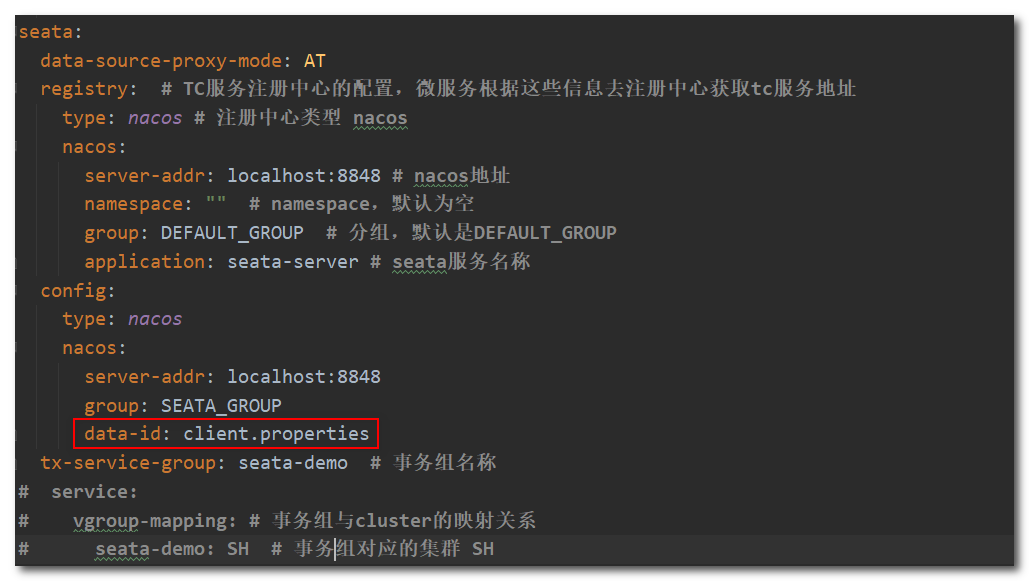 seata:
  data-source-proxy-mode: AT
  registry:  # TC服务注册中心的配置，微服务根据这些信息去注册中心获取tc服务地址
    type: nacos # 注册中心类型 nacos
    nacos:
      server-addr: localhost:8848 # nacos地址
      namespace: ""  # namespace，默认为空
      group: DEFAULT_GROUP  # 分组，默认是DEFAULT_GROUP
      application: seata-server # seata服务名称
  config:
    type: nacos
    nacos:
      server-addr: localhost:8848
      group: SEATA_GROUP
      data-id: client.properties
  tx-service-group: seata-demo  # 事务组名称
#  service:
#    vgroup-mapping: # 事务组与cluster的映射关系
#      seata-demo: SH  # 事务组对应的集群 SH